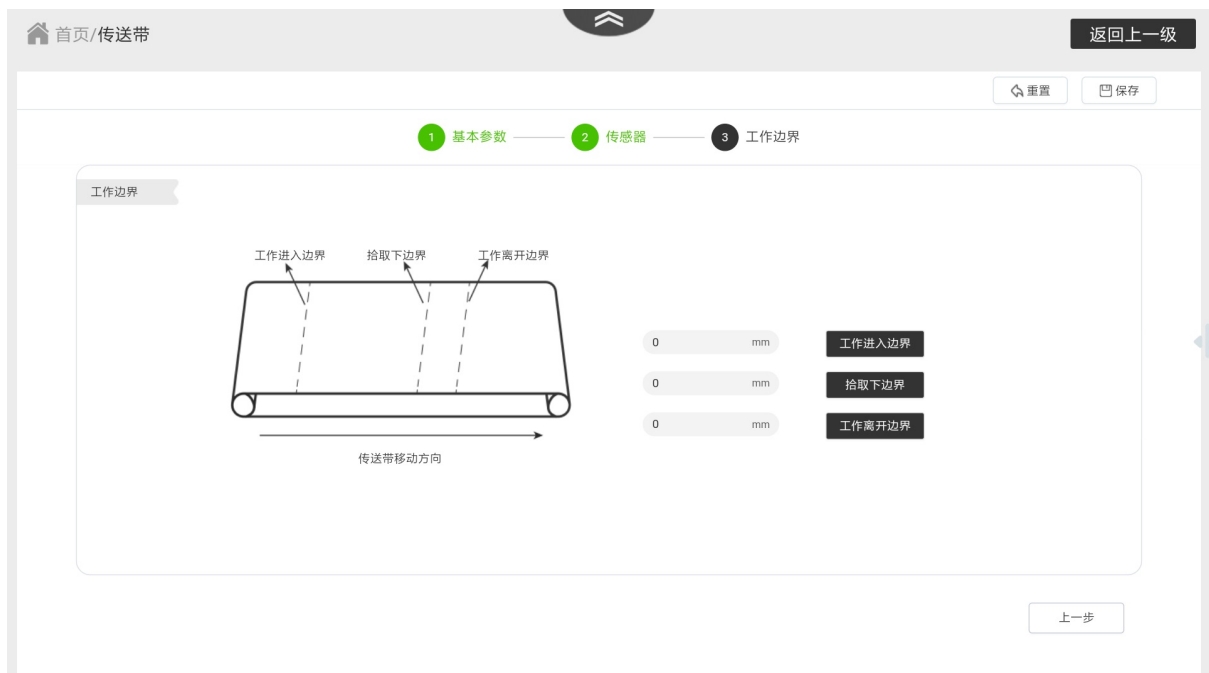 首页/传送带
返回上一级
重置
保存
1 基本参数
2 传感器
3 工作边界
工作边界
工作进入边界 拾取下边界 工作离开边界
0 mm 工作进入边界
0 mm 拾取下边界
0 mm 工作离开边界
传送带移动方向
上一步